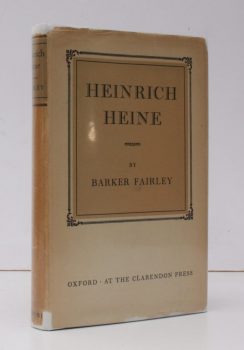 HEINRICH
HEINE
BY
BARKER FAIRLEY
OXFORD · AT THE CLARENDON PRESS